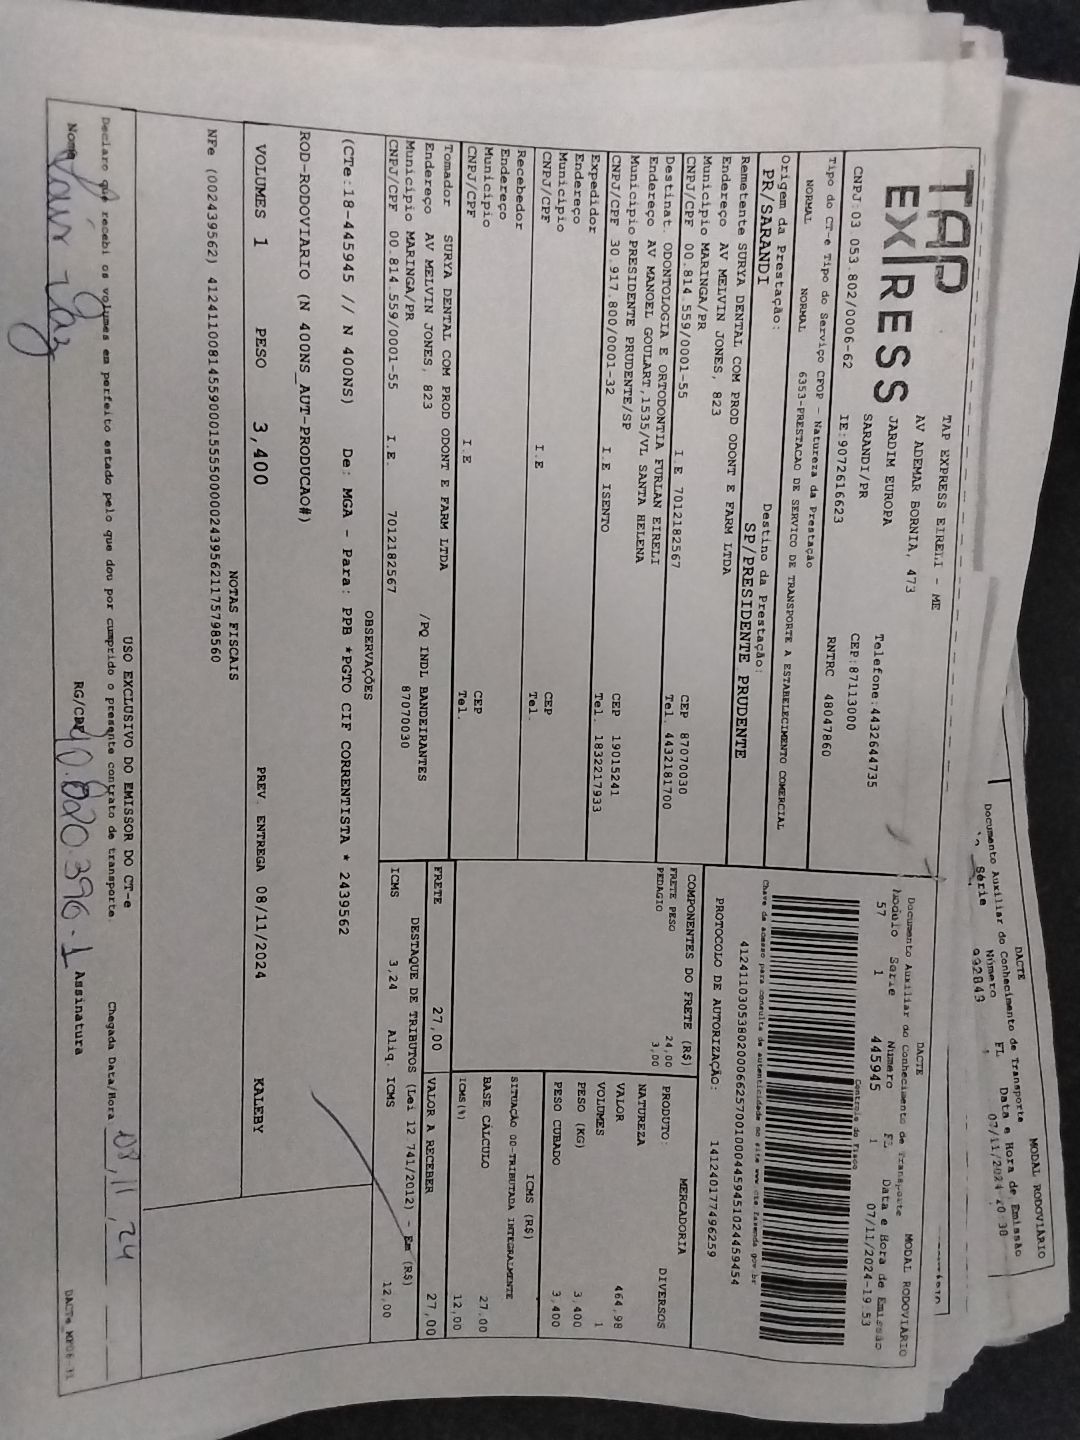 TAP
EX/RESS
TAP EXPRESS EIRELI - ME
AV ADEMAR BORNIA, 473
JARDIM EUROPA
SARANDI/PR
Telefone:4432644735
CEP:87113000
CNPJ:03 053.802/0006-62
IE:9072616623
RNTRC 48047860
Tipo do CT-e Tipo do Serviço CFOP - Natureza da Prestação
NORMAL NORMAL 6353-PRESTACAO DE SERVICO DE TRANSPORTE A ESTABELECIMENTO COMERCIAL
Origem da Prestação: Destino da Prestação:
PR/SARANDI SP/PRESIDENTE PRUDENTE
Remetente SURYA DENTAL COM PROD ODONT E FARM LTDA
Endereço AV MELVIN JONES, 823
Municipio MARINGA/PR CEP 87070030
CNPJ/CPF 00.814.559/0001-55 I.E 7012182567 Tel. 4432181700
Destinat. ODONTOLOGIA E ORTODONTIA FURLAN EIRELI
Endereço AV MANOEL GOULART,1535/VL SANTA HELENA
Municipio PRESIDENTE PRUDENTE/SP CEP 19015241
CNPJ/CPF 30.917.800/0001-32 I.E ISENTO Tel. 1832217933
Expedidor
Endereço
Municipio CEP
CNPJ/CPF I.E Tel.
Recebedor
Endereço
Municipio CEP
CNPJ/CPF I.E Tel.
Tomador SURYA DENTAL COM PROD ODONT E FARM LTDA
Endereço AV MELVIN JONES, 823 /PQ INDL BANDEIRANTES
Municipio MARINGA/PR 87070030
CNPJ/CPF 00.814.559/0001-55 I.E. 7012182567
DACTE MODAL RODOVIARIO
Documento Auxiliar do Conhecimento de Transporte
Modulo Serie Número FL Data e Hora de Emissão
57 1 445945 1 07/11/2024-19.53
Controle do Fisco
Chave de acesso para consulta de autenticidade no site www cte fazenda gov br
41241103053802000662570010004459451024459454
PROTOCOLO DE AUTORIZAÇÃO: 141240177496259
COMPONENTES DO FRETE (R$)
FRETE PESO 24,00
PEDAGIO 3,00
PRODUTO: MERCADORIA
NATUREZA DIVERSOS
VALOR 464,98
VOLUMES 1
PESO (KG) 3,400
PESO CUBADO 3,400
ICMS (R$)
SITUAÇÃO 00-TRIBUTADA INTEGRALMENTE
BASE CÁLCULO 27.00
ICMS(%) 12,00
FRETE 27,00 VALOR A RECEBER 27,00
DESTAQUE DE TRIBUTOS (Lei 12 741/2012) - Em (R$)
ICMS 3,24 Aliq. ICMS 12,00
OBSERVAÇÕES
(CTe:18-445945 // N 400NS) De: MGA - Para: PPB *PGTO CIF CORRENTISTA * 2439562
ROD-RODOVIARIO (N 400NS_AUT-PRODUCAO#)
VOLUMES 1 PESO 3,400 PREV. ENTREGA 08/11/2024 KALEBY
NOTAS FISCAIS
NFe (002439562) 41241100814559000155550000024395621175798560
USO EXCLUSIVO DO EMISSOR DO CT-e
Declaro que recebi os volumes em perfeito estado pelo que dou por cumprido o presente contrato de transporte. Chegada Data/Hora 08,11,24
Nome RG/CPF 40.820.396-1 Assinatura
DACTE MODAL RODOVIÁRIO
Documento Auxiliar do Conhecimento de Transporte
Série Número FL Data e Hora de Emissão
992849 07/11/2024